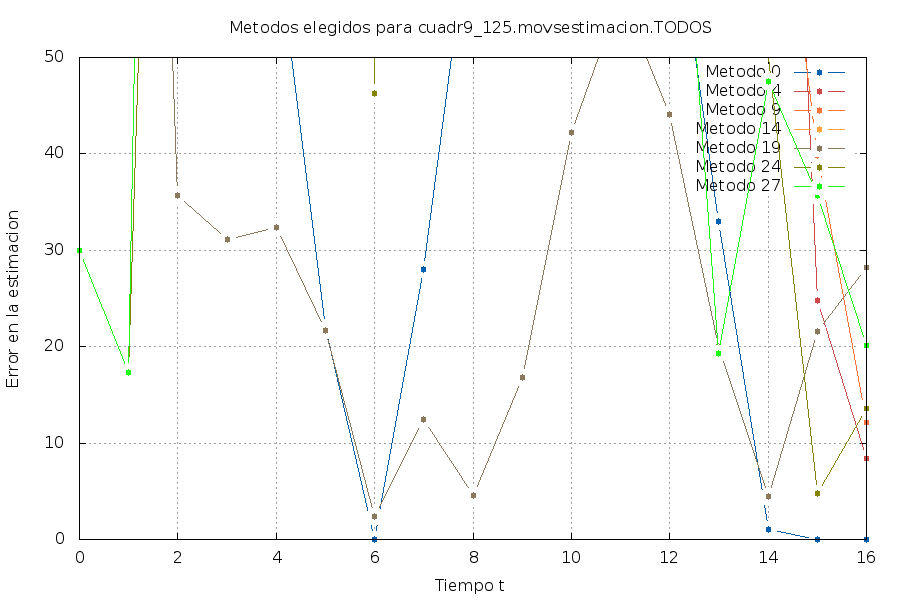 Metodos elegidos para cuadr9_125.movsestimacion.TODOS
Error en la estimacion
50
40
30
20
10
0
Metodo 0
Metodo 4
Metodo 9
Metodo 14
Metodo 19
Metodo 24
Metodo 27
0 2 4 6 8 10 12 14 16
Tiempo t